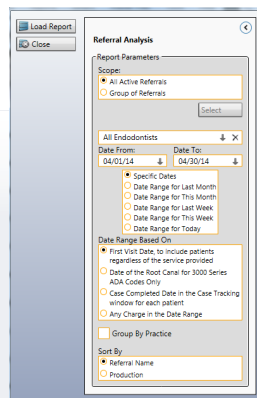 Load Report
Close
Referral Analysis
Report Parameters
Scope:
All Active Referrals
Group of Referrals
Select
All Endodontists
Date From: Date To:
04/01/14 04/30/14
Specific Dates
Date Range for Last Month
Date Range for This Month
Date Range for Last Week
Date Range for This Week
Date Range for Today
Date Range Based On
First Visit Date, to include patients
regardless of the service provided
Date of the Root Canal for 3000 Series
ADA Codes Only
Case Completed Date in the Case Tracking
window for each patient
Any Charge in the Date Range
Group By Practice
Sort By
Referral Name
Production